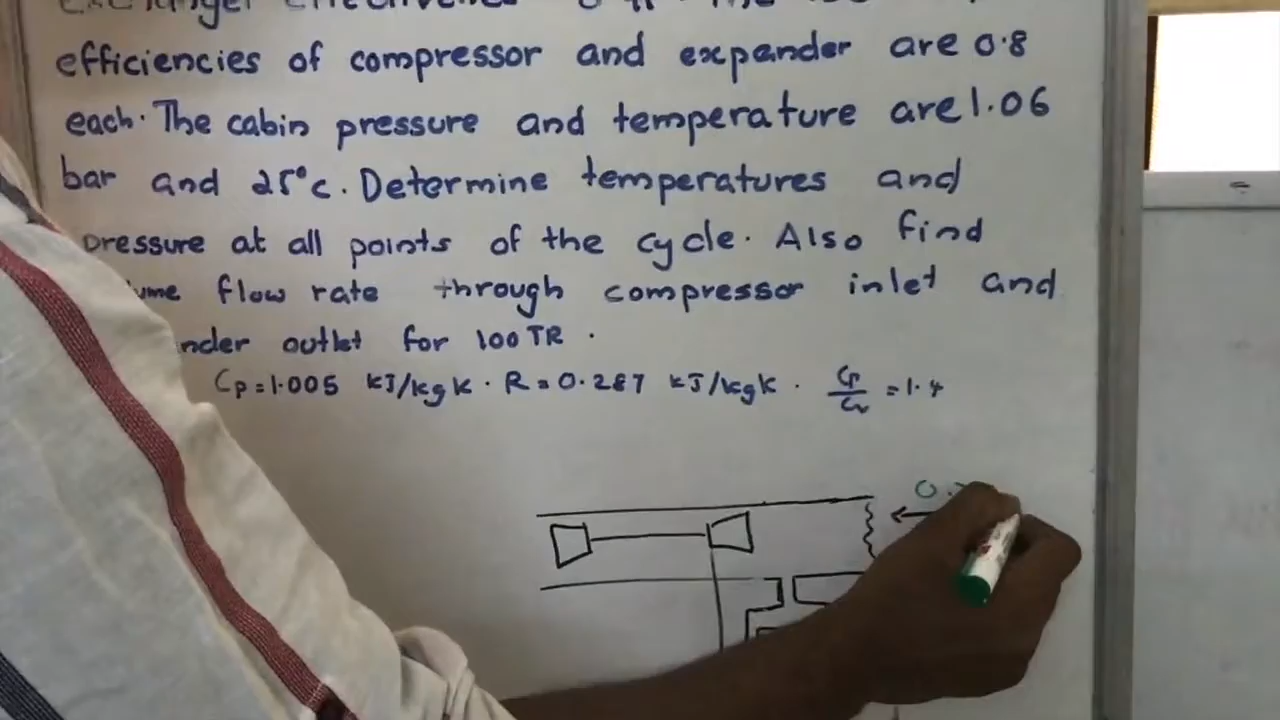 efficiencies of compressor and expander are 0.8
each. The cabin pressure and temperature are 1.06
bar and 25°c. Determine temperatures and
pressure at all points of the cycle. Also find
flow rate through compressor inlet and
outlet for 100 TR.
Cp = 1.005 kJ/kgk. R = 0.287 kJ/kgk. Cp/Cv = 1.4